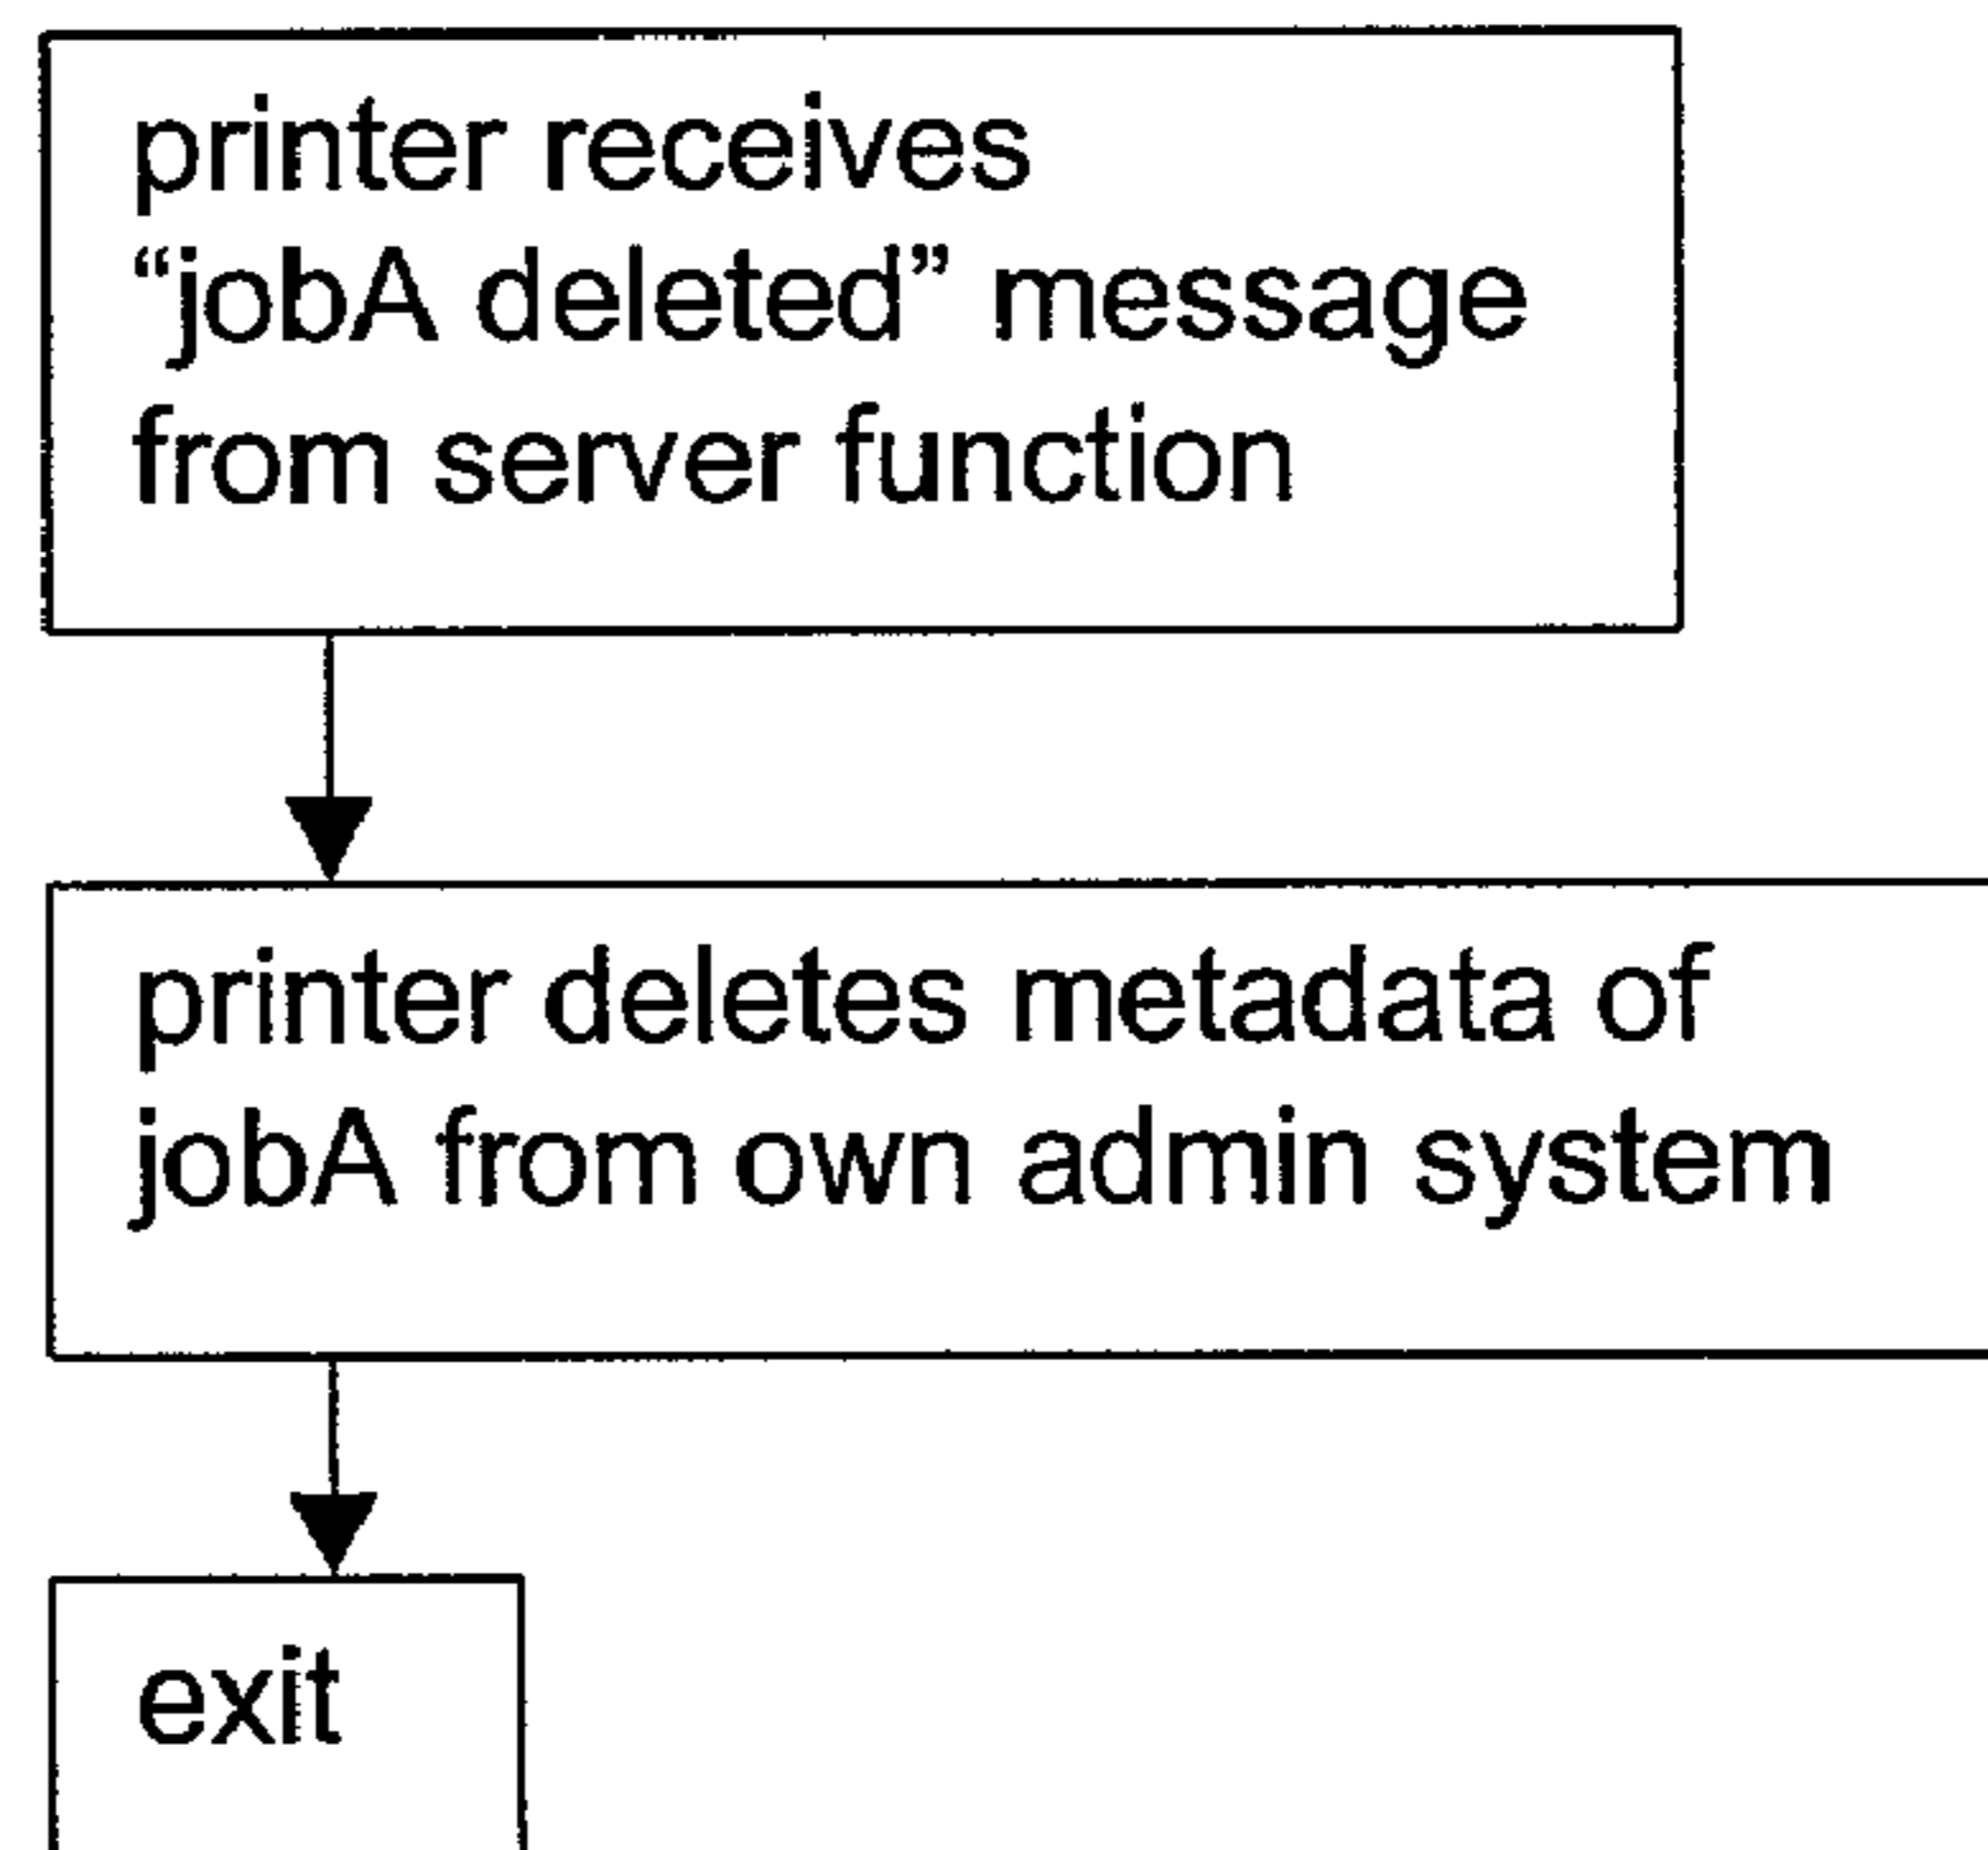 printer receives
“jobA deleted” message
from server function
printer deletes metadata of
jobA from own admin system
exit